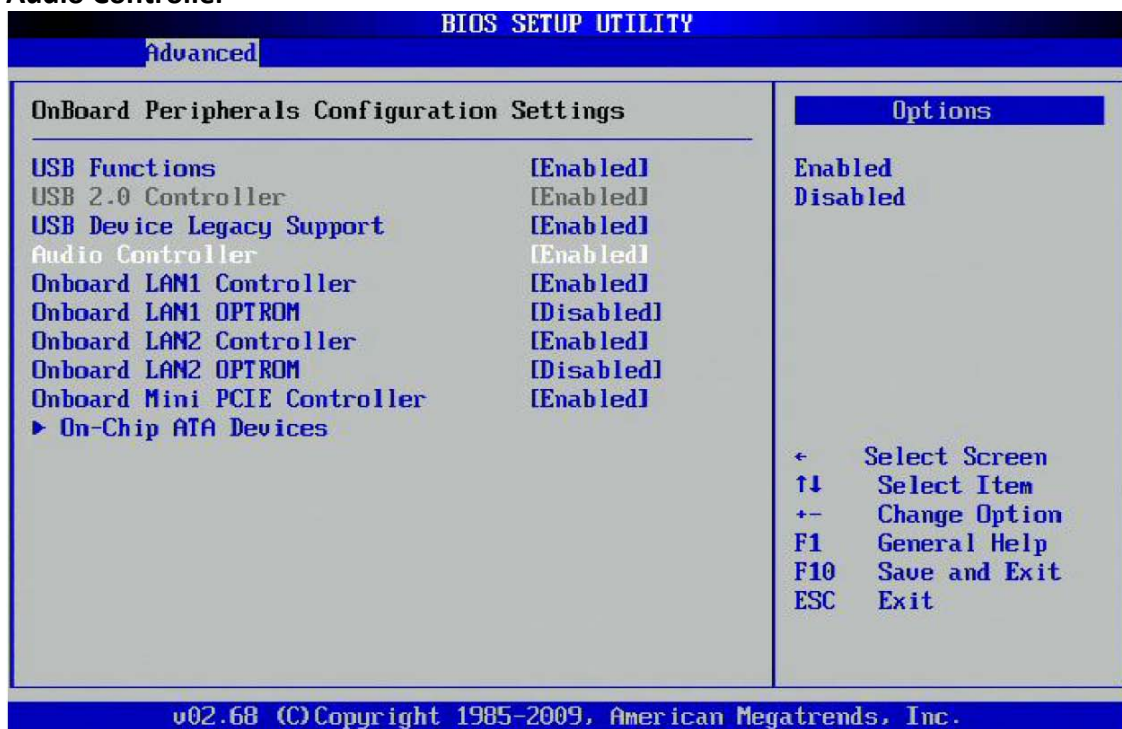 Audio Controller
BIOS SETUP UTILITY
Advanced
OnBoard Peripherals Configuration Settings
USB Functions [Enabled]
USB 2.0 Controller [Enabled]
USB Device Legacy Support [Enabled]
Audio Controller [Enabled]
Onboard LAN1 Controller [Enabled]
Onboard LAN1 OPTROM [Disabled]
Onboard LAN2 Controller [Enabled]
Onboard LAN2 OPTROM [Disabled]
Onboard Mini PCIE Controller [Enabled]
▶ On-Chip ATA Devices
Options
Enabled
Disabled
← Select Screen
↑↓ Select Item
+- Change Option
F1 General Help
F10 Save and Exit
ESC Exit
v02.68 (C)Copyright 1985-2009, American Megatrends, Inc.